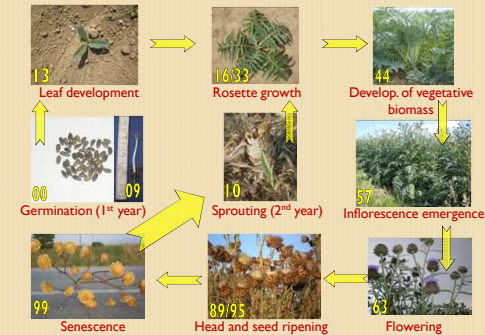 13
16/33
44
Leaf development
Rosette growth
Develop. of vegetative
biomass
00
09
10
57
Germination (1st year)
Sprouting (2nd year)
Inflorescence emergence
99
89/95
63
Senescence
Head and seed ripening
Flowering